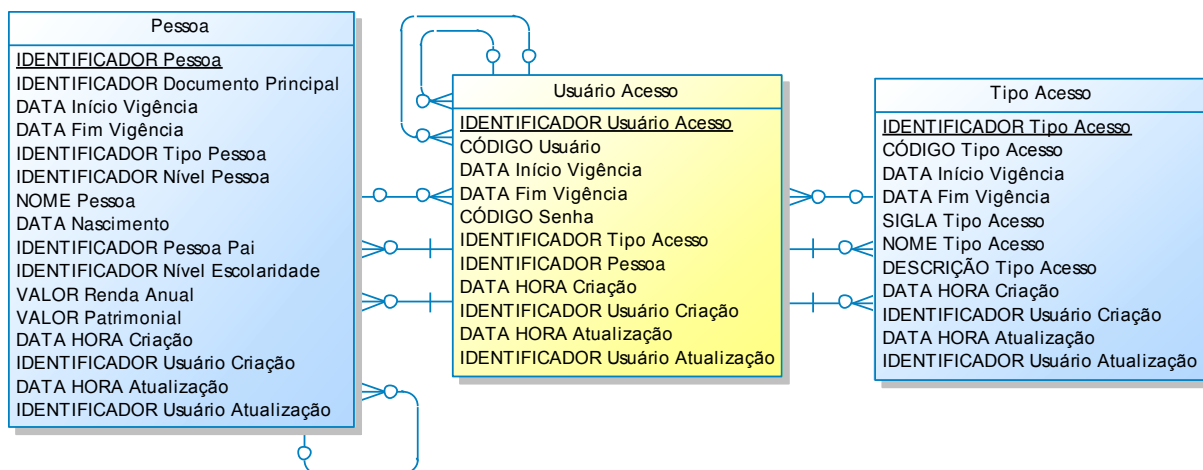 Pessoa
IDENTIFICADOR Pessoa
IDENTIFICADOR Documento Principal
DATA Início Vigência
DATA Fim Vigência
IDENTIFICADOR Tipo Pessoa
IDENTIFICADOR Nível Pessoa
NOME Pessoa
DATA Nascimento
IDENTIFICADOR Pessoa Pai
IDENTIFICADOR Nível Escolaridade
VALOR Renda Anual
VALOR Patrimonial
DATA HORA Criação
IDENTIFICADOR Usuário Criação
DATA HORA Atualização
IDENTIFICADOR Usuário Atualização
Usuário Acesso
IDENTIFICADOR Usuário Acesso
CÓDIGO Usuário
DATA Início Vigência
DATA Fim Vigência
CÓDIGO Senha
IDENTIFICADOR Tipo Acesso
IDENTIFICADOR Pessoa
DATA HORA Criação
IDENTIFICADOR Usuário Criação
DATA HORA Atualização
IDENTIFICADOR Usuário Atualização
Tipo Acesso
IDENTIFICADOR Tipo Acesso
CÓDIGO Tipo Acesso
DATA Início Vigência
DATA Fim Vigência
SIGLA Tipo Acesso
NOME Tipo Acesso
DESCRIÇÃO Tipo Acesso
DATA HORA Criação
IDENTIFICADOR Usuário Criação
DATA HORA Atualização
IDENTIFICADOR Usuário Atualização